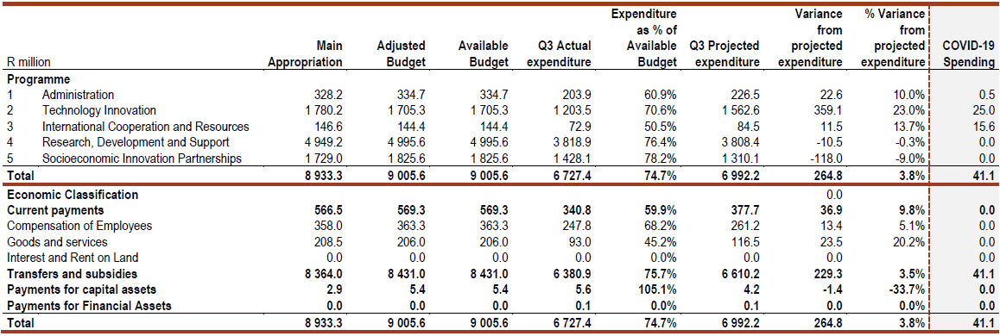 Expenditure Variance % Variance
as % of from from
Main Adjusted Available Q3 Actual Available Q3 Projected projected projected COVID-19
R million Appropriation Budget Budget expenditure Budget expenditure expenditure expenditure Spending
Programme
1 Administration 328.2 334.7 334.7 203.9 60.9% 226.5 22.6 10.0% 0.5
2 Technology Innovation 1 780.2 1 705.3 1 705.3 1 203.5 70.6% 1 562.6 359.1 23.0% 25.0
3 International Cooperation and Resources 146.6 144.4 144.4 72.9 50.5% 84.5 11.5 13.7% 15.6
4 Research, Development and Support 4 949.2 4 995.6 4 995.6 3 818.9 76.4% 3 808.4 -10.5 -0.3% 0.0
5 Socioeconomic Innovation Partnerships 1 729.0 1 825.6 1 825.6 1 428.1 78.2% 1 310.1 -118.0 -9.0% 0.0
Total 8 933.3 9 005.6 9 005.6 6 727.4 74.7% 6 992.2 264.8 3.8% 41.1
Economic Classification 0.0
Current payments 566.5 569.3 569.3 340.8 59.9% 377.7 36.9 9.8% 0.0
Compensation of Employees 358.0 363.3 363.3 247.8 68.2% 261.2 13.4 5.1% 0.0
Goods and services 208.5 206.0 206.0 93.0 45.2% 116.5 23.5 20.2% 0.0
Interest and Rent on Land 0.0 0.0 0.0 0.0 0.0% 0.0 0.0 0.0
Transfers and subsidies 8 364.0 8 431.0 8 431.0 6 380.9 75.7% 6 610.2 229.3 3.5% 41.1
Payments for capital assets 2.9 5.4 5.4 5.6 105.1% 4.2 -1.4 -33.7% 0.0
Payments for Financial Assets 0.0 0.0 0.0 0.1 0.0% 0.1 0.0 0.0% 0.0
Total 8 933.3 9 005.6 9 005.6 6 727.4 74.7% 6 992.2 264.8 3.8% 41.1